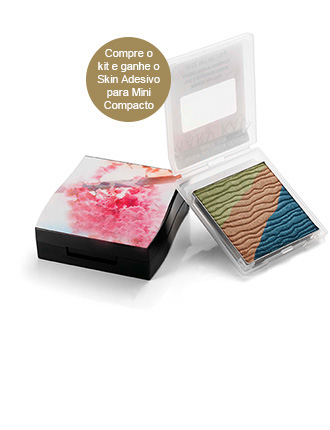 Compre o
kit e ganhe o
Skin Adesivo
para Mini
Compacto